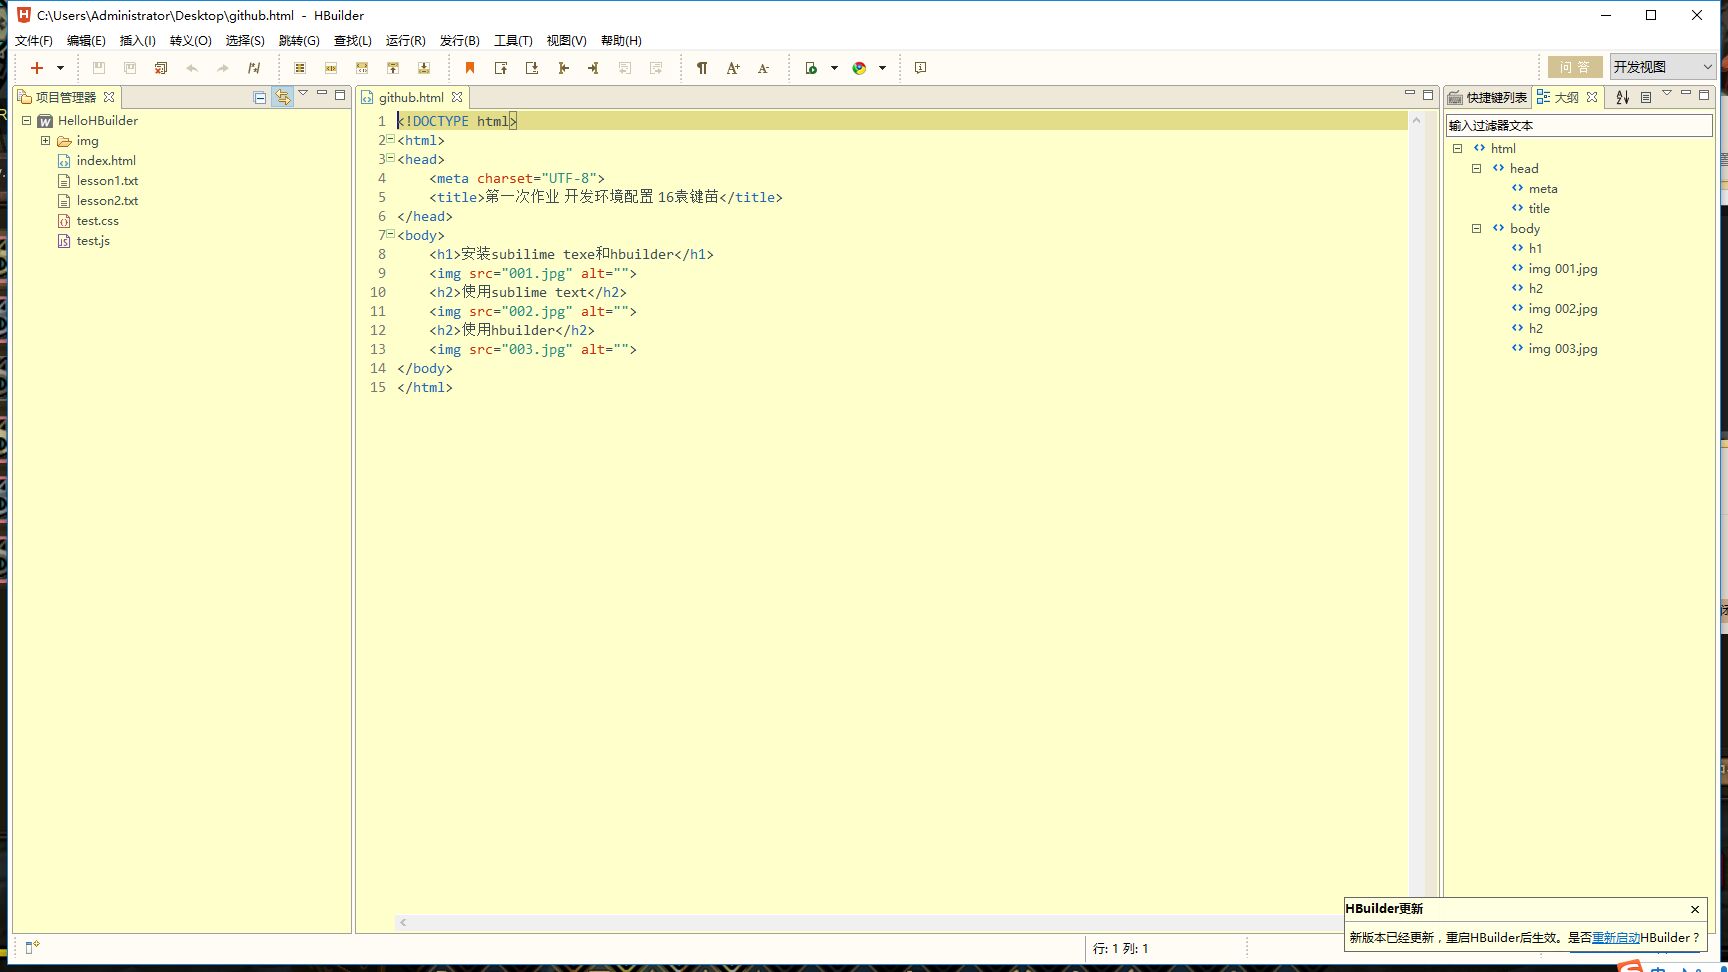 C:\Users\Administrator\Desktop\github.html - HBuilder
文件(F) 编辑(E) 插入(I) 转义(O) 选择(S) 跳转(G) 查找(L) 运行(R) 发行(B) 工具(T) 视图(V) 帮助(H)
问 答
开发视图
项目管理器
HelloHBuilder
img
index.html
lesson1.txt
lesson2.txt
test.css
test.js
github.html
1 <!DOCTYPE html>
2 <html>
3 <head>
4 <meta charset="UTF-8">
5 <title>第一次作业 开发环境配置 16袁键苗</title>
6 </head>
7 <body>
8 <h1>安装subilime texe和hbuilder</h1>
9 <img src="001.jpg" alt="">
10 <h2>使用sublime text</h2>
11 <img src="002.jpg" alt="">
12 <h2>使用hbuilder</h2>
13 <img src="003.jpg" alt="">
14 </body>
15 </html>
快捷键列表
大纲
输入过滤器文本
html
head
meta
title
body
h1
img 001.jpg
h2
img 002.jpg
h2
img 003.jpg
HBuilder更新
新版本已经更新，重启HBuilder后生效。是否重新启动HBuilder？
行: 1 列: 1